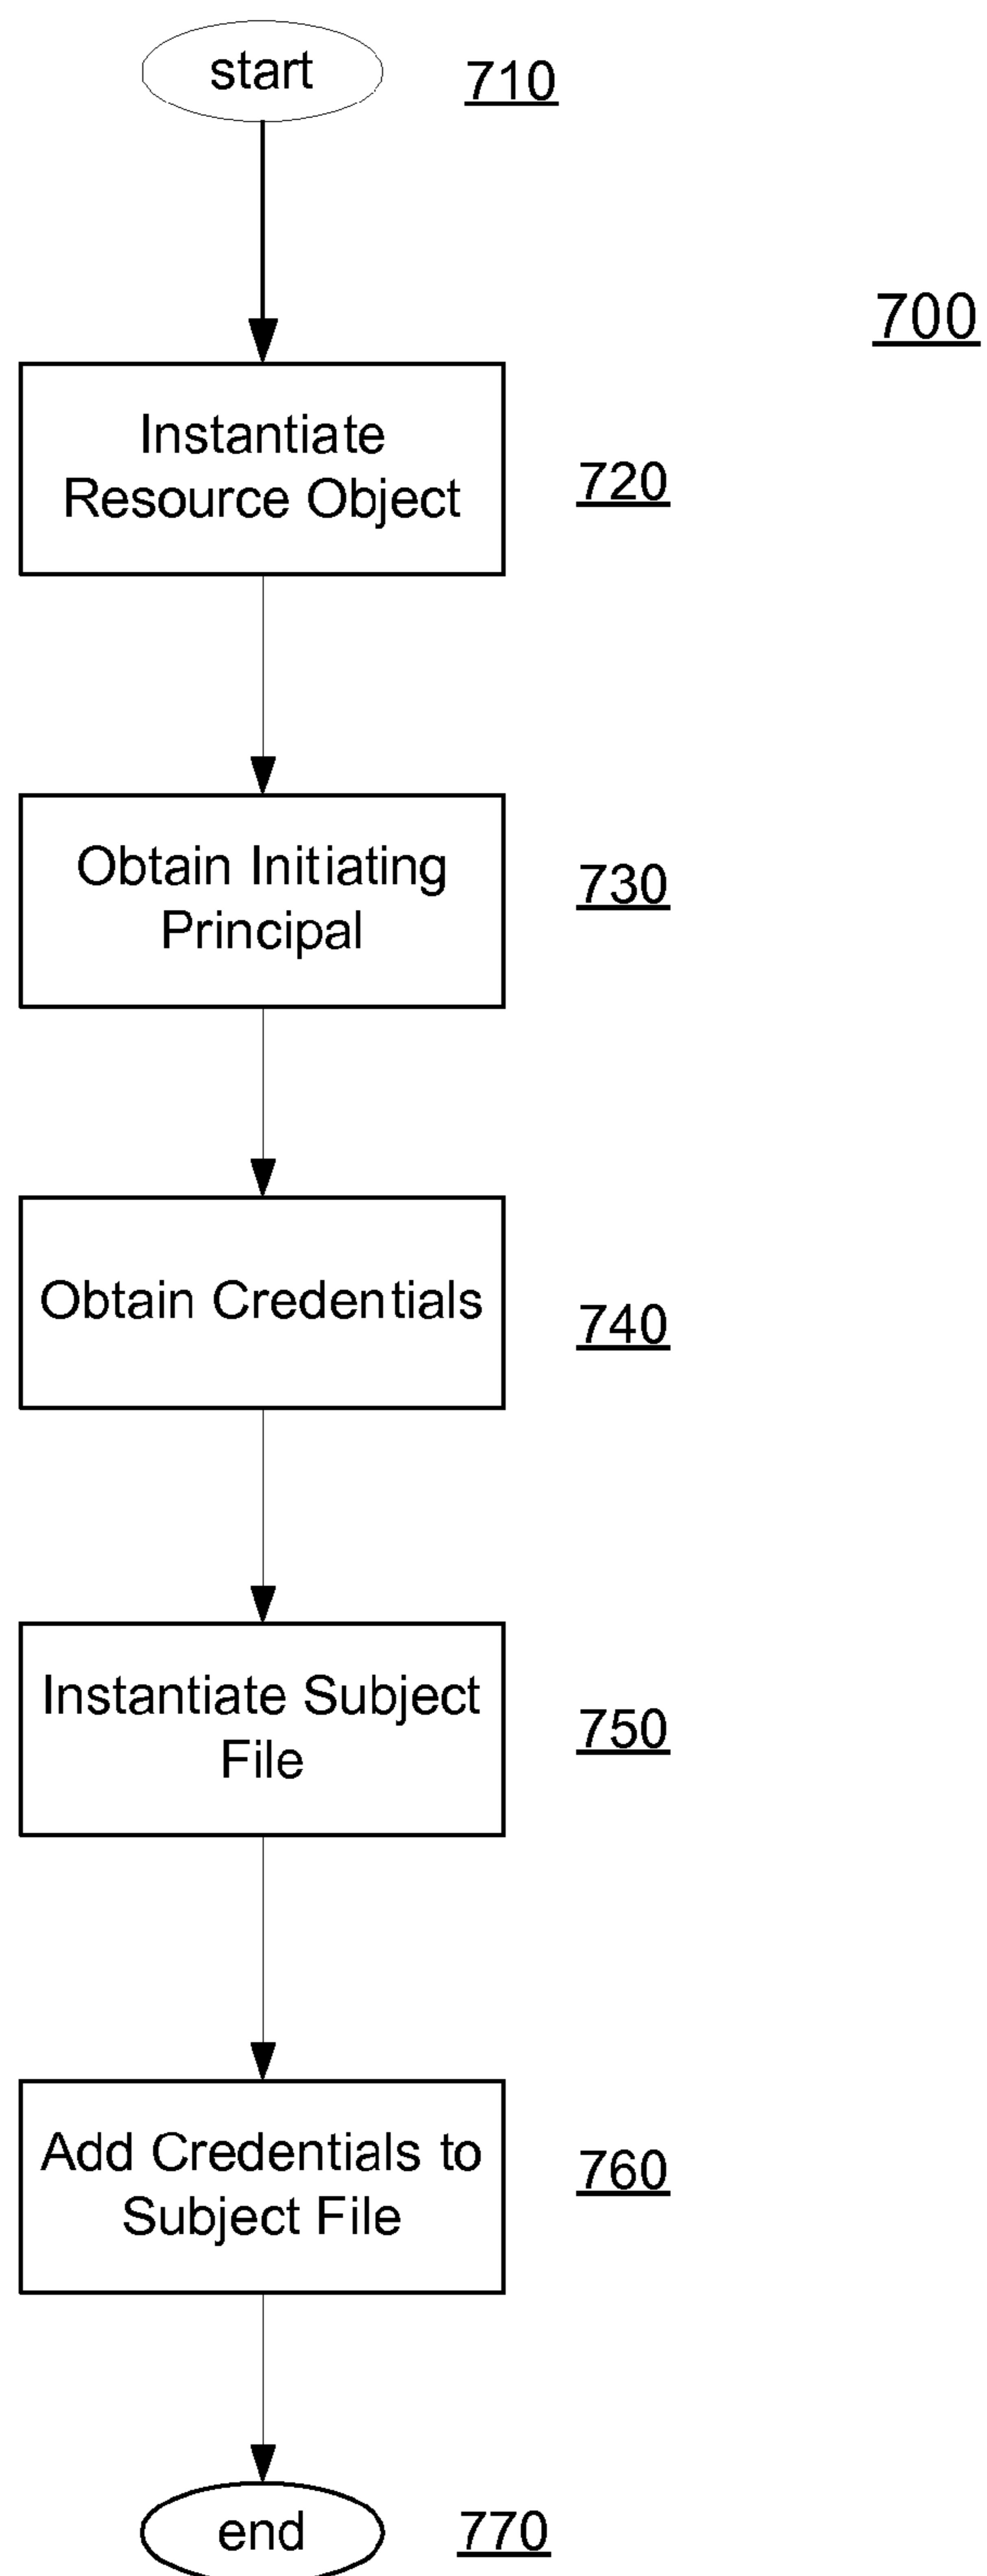 start
710
700
Instantiate
Resource Object
720
Obtain Initiating
Principal
730
Obtain Credentials
740
Instantiate Subject
File
750
Add Credentials to
Subject File
760
end
770